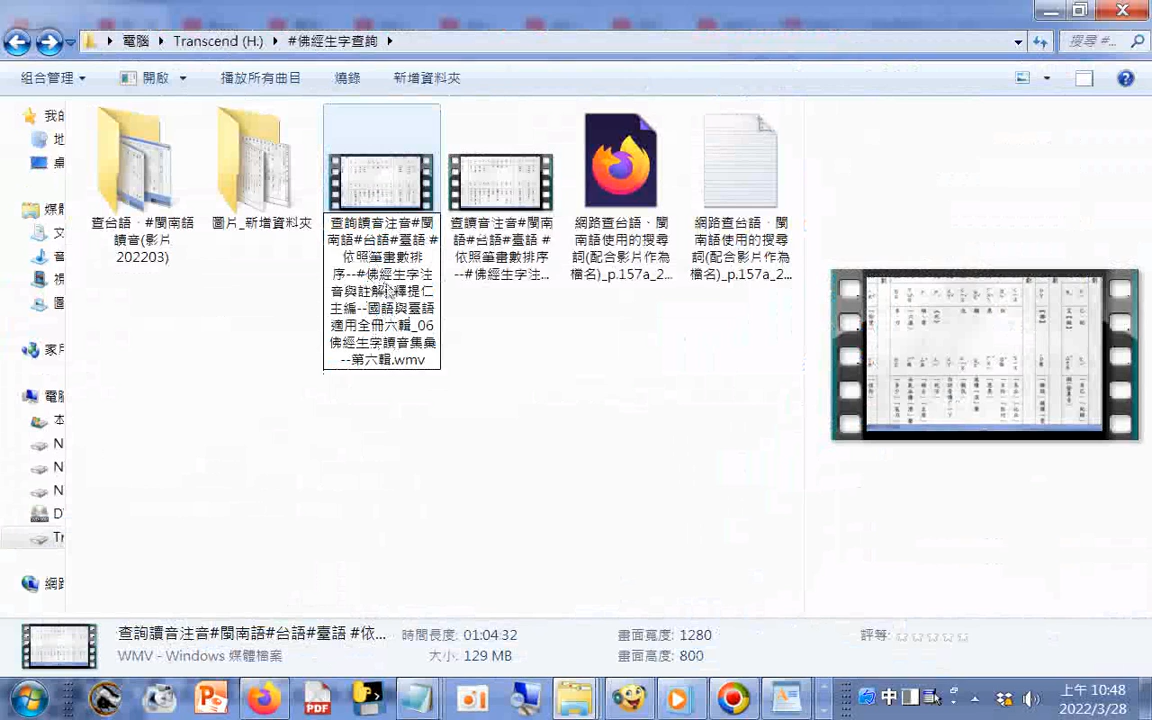 電腦 Transcend (H:) #佛經生字查詢
搜尋 #...
組合管理 開啟 播放所有曲目 燒錄 新增資料夾
我的
地
桌
媒體
文
音
視
圖
家用
電腦
本
N
N
N
D
Tr
網路
查台語、#閩南語
讀音(影片
202203)
圖片_新增資料夾
查詢讀音注音#閩
南語#台語#臺語 #
依照筆畫數排
序--#佛經生字注
音與註解--釋提仁
主編--國語與臺語
適用全冊六輯_06
佛經生字讀音集彙
--第六輯.wmv
查讀音注音#閩南
語#台語#臺語 #
依照筆畫數排序
--#佛經生字注...
網路查台語、閩
南語使用的搜尋
詞(配合影片作為
檔名)_p.157a_2...
網路查台語、閩
南語使用的搜尋
詞(配合影片作為
檔名)_p.157a_2...
查詢讀音注音#閩南語#台語#臺語 #依... 時間長度: 01:04:32 畫面寬度: 1280 評等:
WMV - Windows 媒體檔案 大小: 129 MB 畫面高度: 800
PDF
中
上午 10:48
2022/3/28